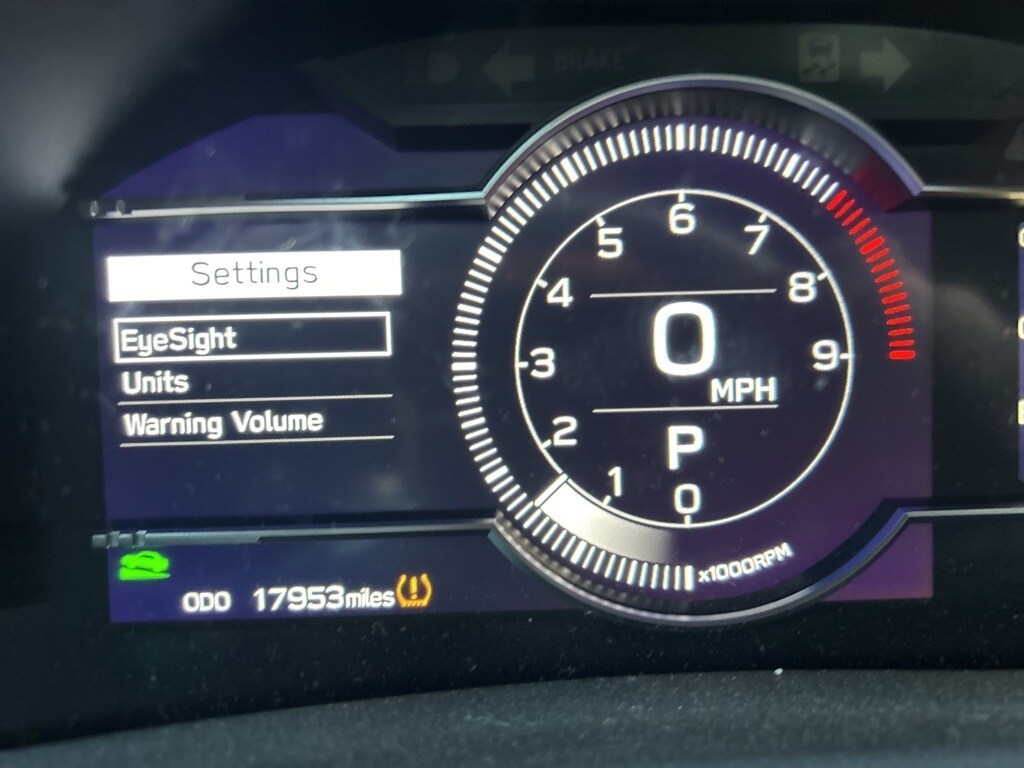 BRAKE
Settings
EyeSight
Units
Warning Volume
6
5
7
4
8
0
3
9
MPH
2
P
1
0
x1000RPM
ODO 17953miles